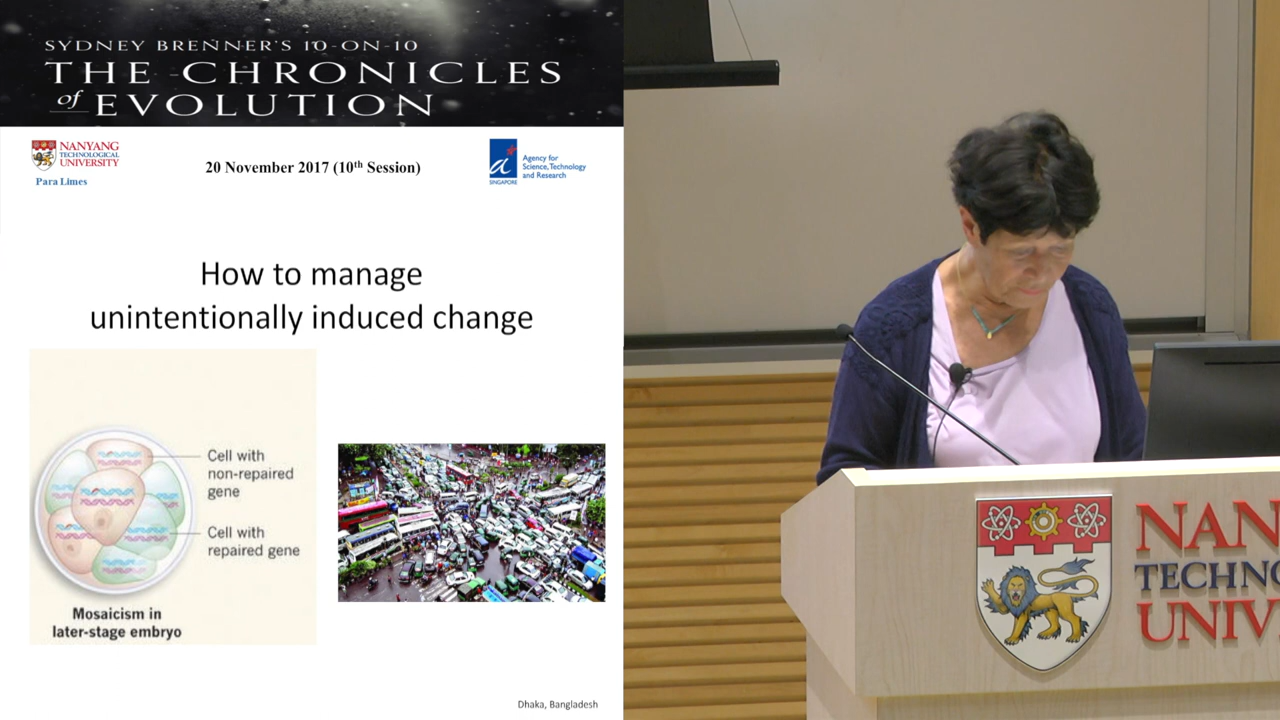 SYDNEY BRENNER'S 10-ON-10
THE CHRONICLES
of EVOLUTION
NANYANG
TECHNOLOGICAL
UNIVERSITY
Para Limes
20 November 2017 (10th Session)
a
SINGAPORE
Agency for
Science, Technology
and Research
How to manage
unintentionally induced change
Cell with
non-repaired
gene
Cell with
repaired gene
Mosaicism in
later-stage embryo
Dhaka, Bangladesh
NAN
TECHNO
UNIV